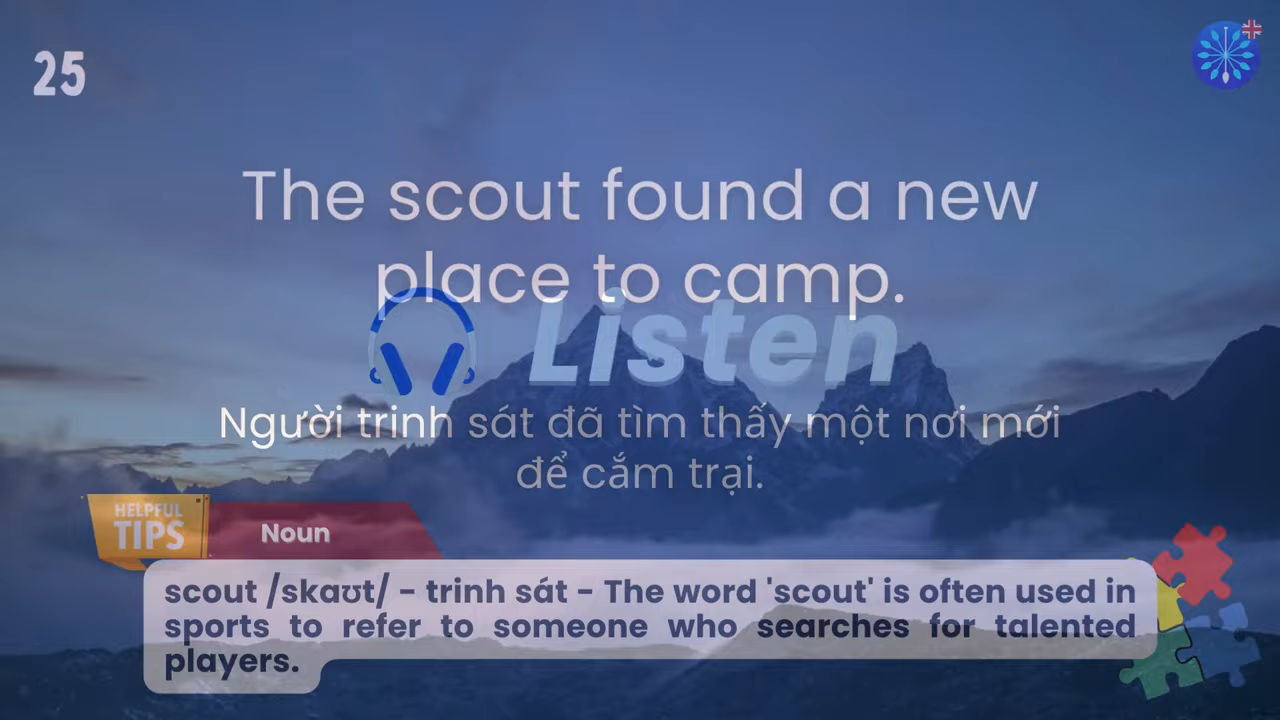 25
The scout found a new
place to camp.
Listen
Người trinh sát đã tìm thấy một nơi mới
để cắm trại.
HELPFUL
TIPS
Noun
scout /skaʊt/ - trinh sát - The word 'scout' is often used in
sports to refer to someone who searches for talented
players.